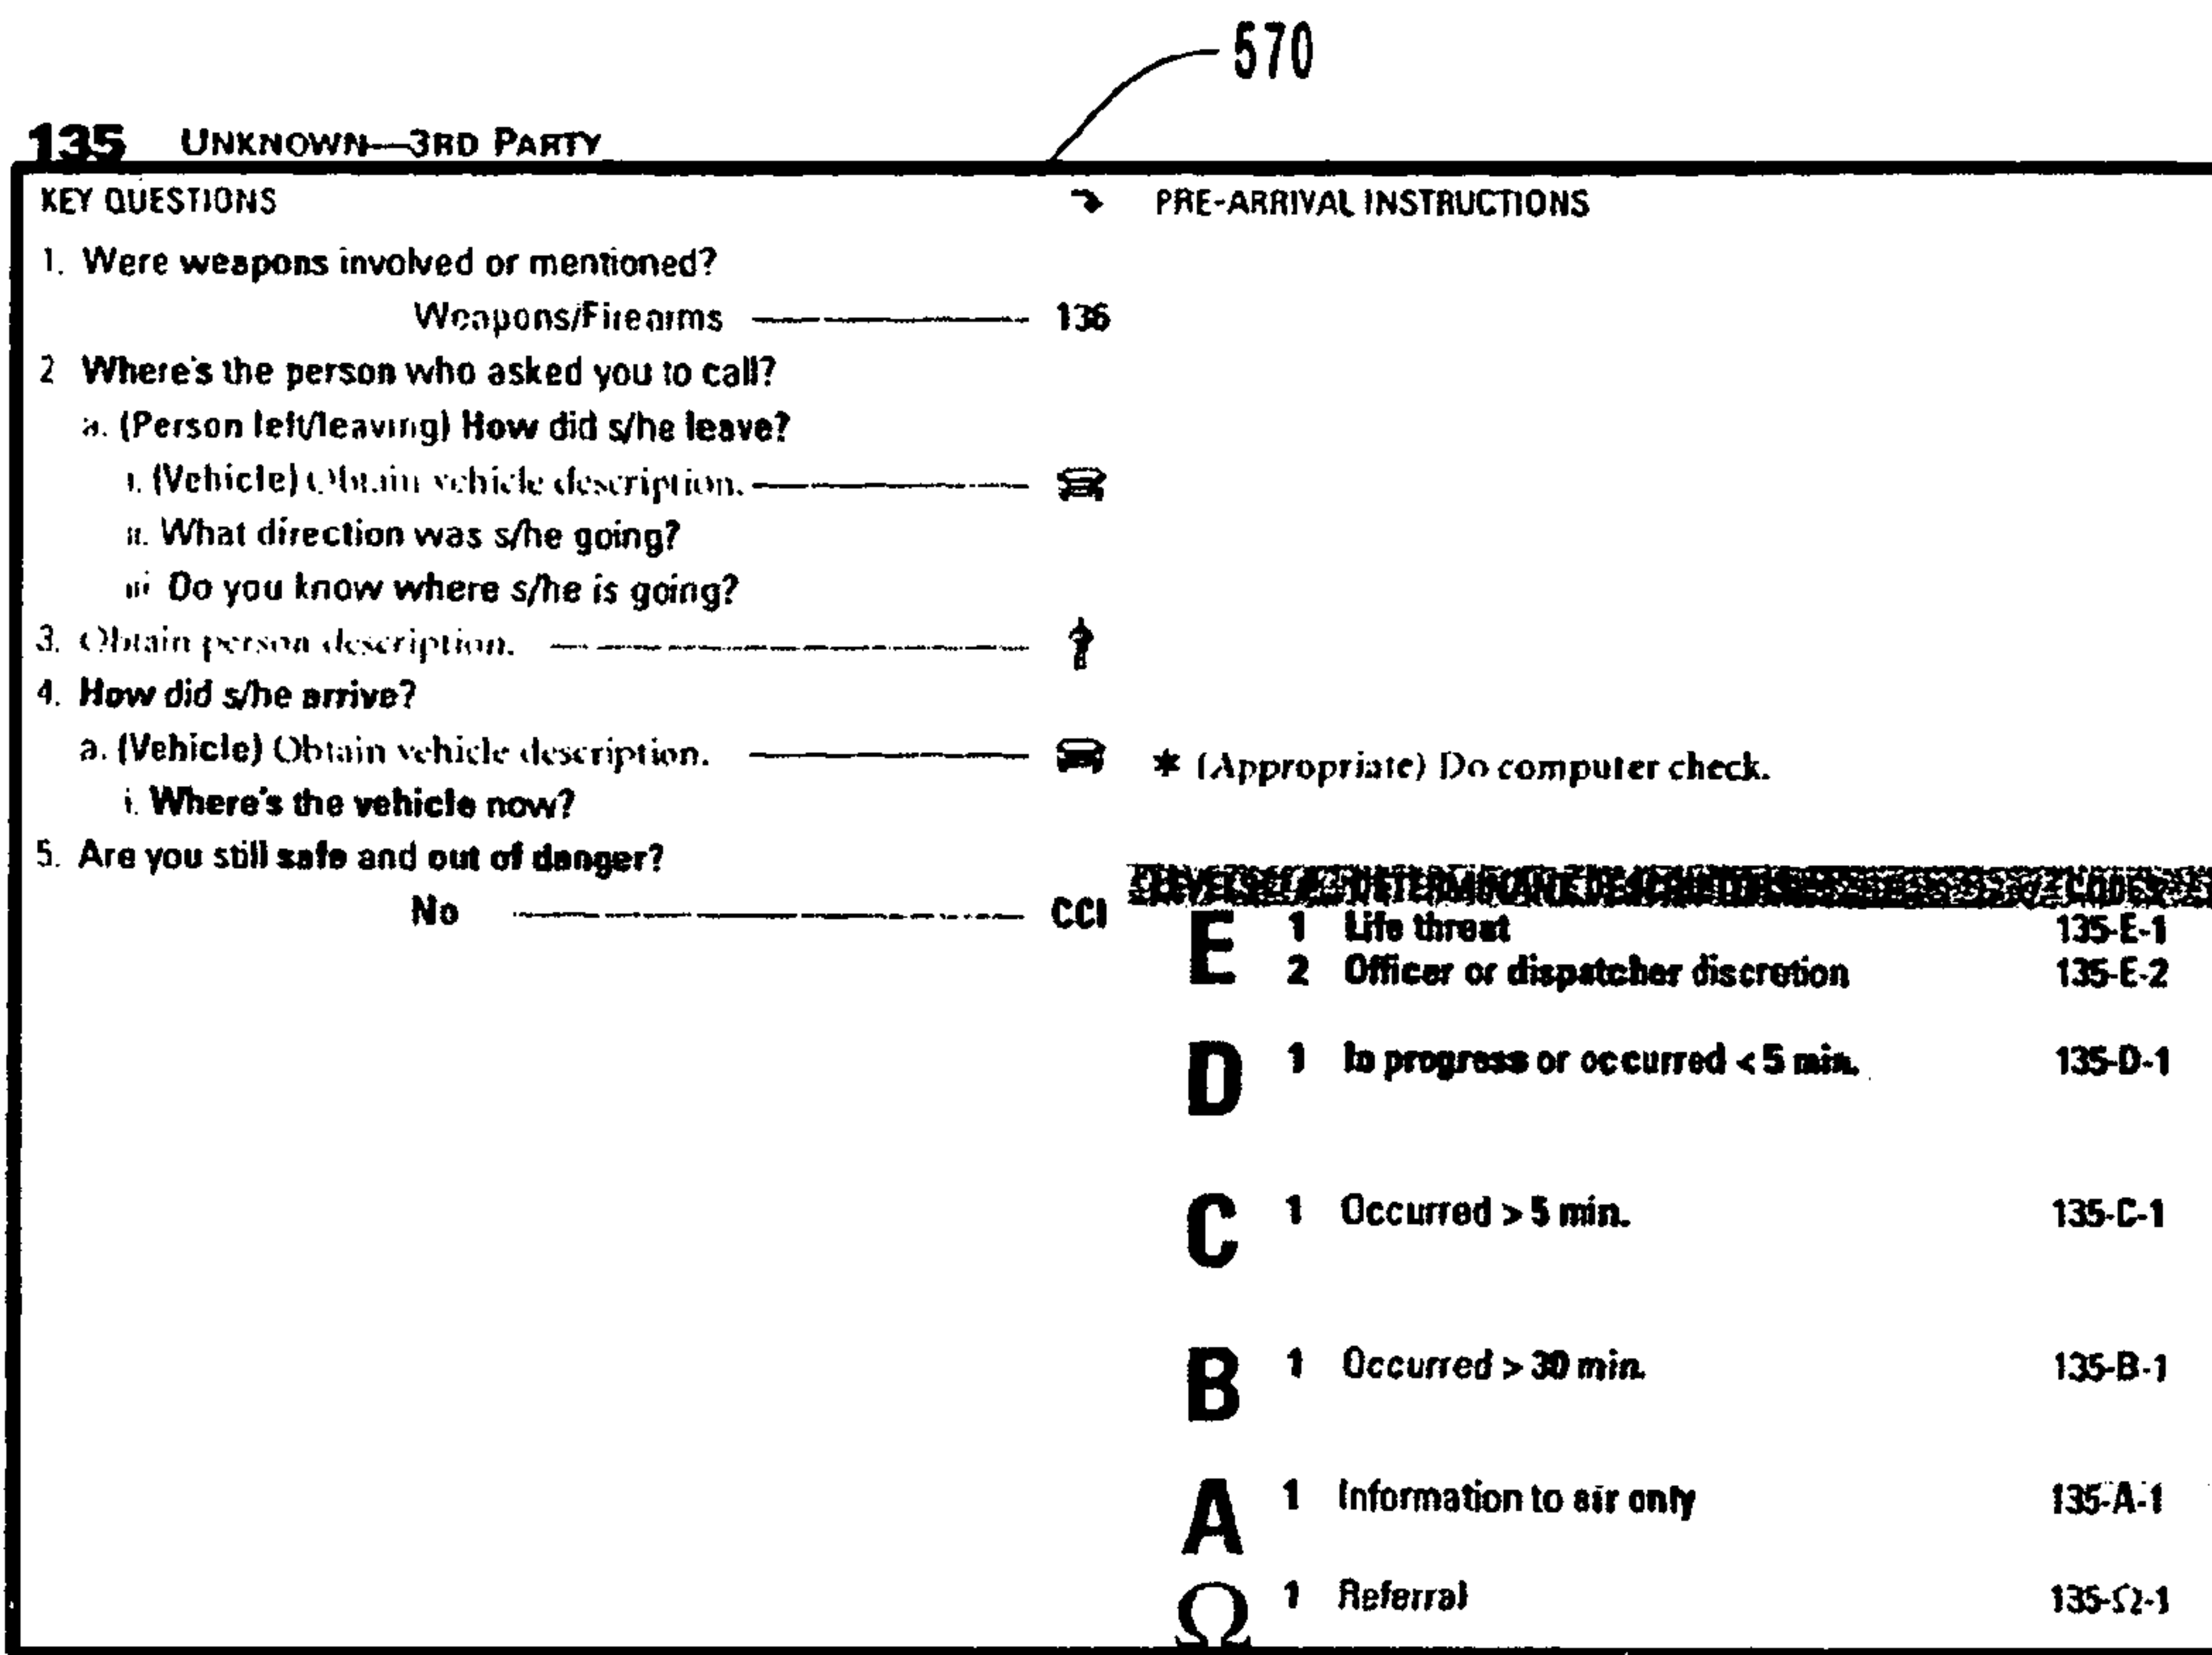 570
135 UNKNOWN—3RD PARTY
KEY QUESTIONS
1. Were weapons involved or mentioned?
Weapons/Firearms 136
2 Where's the person who asked you to call?
a. (Person left/leaving) How did s/he leave?
i. (Vehicle) Obtain vehicle description.
ii. What direction was s/he going?
iii Do you know where s/he is going?
3. Obtain person description.
4. How did s/he arrive?
a. (Vehicle) Obtain vehicle description.
i. Where's the vehicle now?
5. Are you still safe and out of danger?
No CCI
PRE-ARRIVAL INSTRUCTIONS
* (Appropriate) Do computer check.
LEVELS # DETERMINANT DESCRIPTORS CODES
E 1 Life threat 135-E-1
2 Officer or dispatcher discretion 135-E-2
D 1 In progress or occurred < 5 min. 135-D-1
C 1 Occurred > 5 min. 135-C-1
B 1 Occurred > 30 min. 135-B-1
A 1 Information to air only 135-A-1
Ω 1 Referral 135-Ω-1